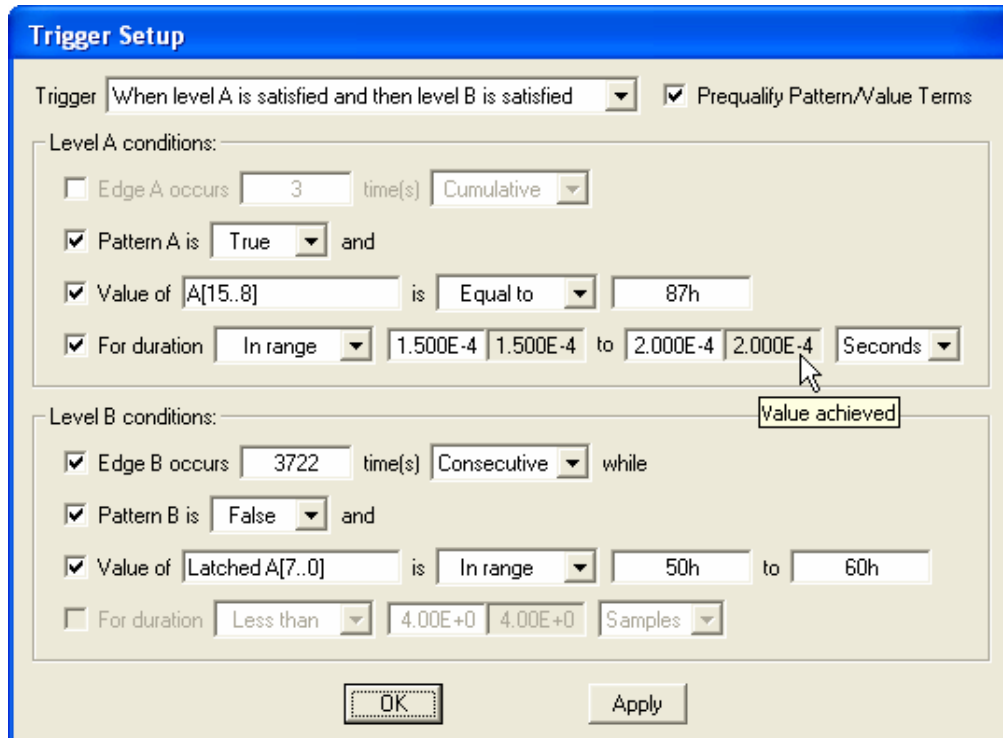 Trigger Setup
Trigger When level A is satisfied and then level B is satisfied Prequalify Pattern/Value Terms
Level A conditions:
Edge A occurs 3 time(s) Cumulative
Pattern A is True and
Value of A[15..8] is Equal to 87h
For duration In range 1.500E-4 1.500E-4 to 2.000E-4 2.000E-4 Seconds
Value achieved
Level B conditions:
Edge B occurs 3722 time(s) Consecutive while
Pattern B is False and
Value of Latched A[7..0] is In range 50h to 60h
For duration Less than 4.00E+0 4.00E+0 Samples
OK Apply